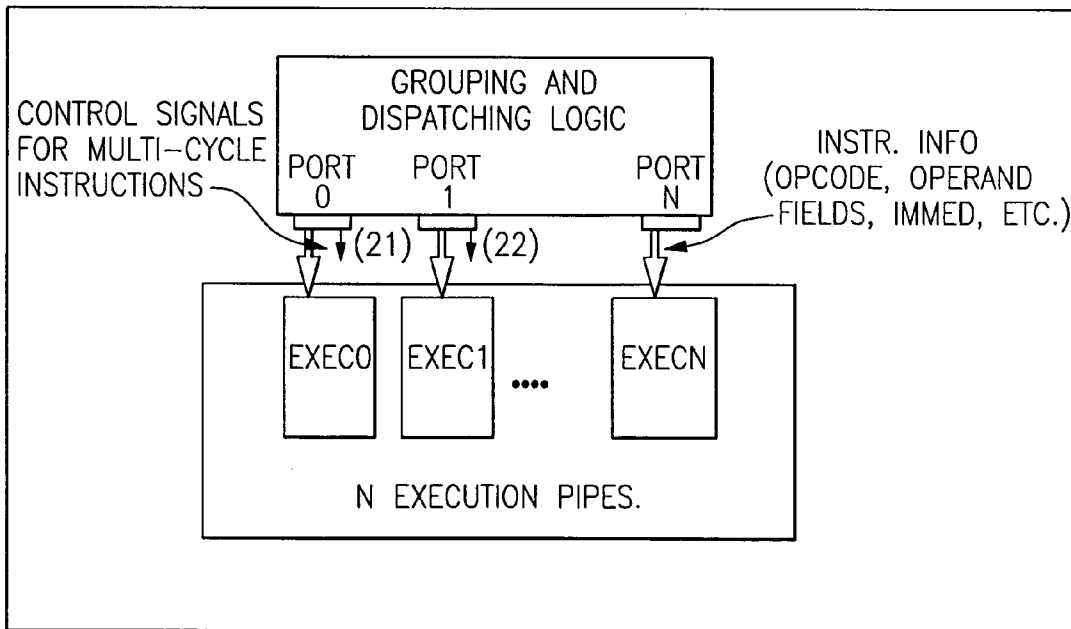 GROUPING AND
DISPATCHING LOGIC
CONTROL SIGNALS
FOR MULTI-CYCLE
INSTRUCTIONS
PORT
0
PORT
1
PORT
N
INSTR. INFO
(OPCODE, OPERAND
FIELDS, IMMED, ETC.)
(21)
(22)
EXEC0
EXEC1
....
EXECN
N EXECUTION PIPES.